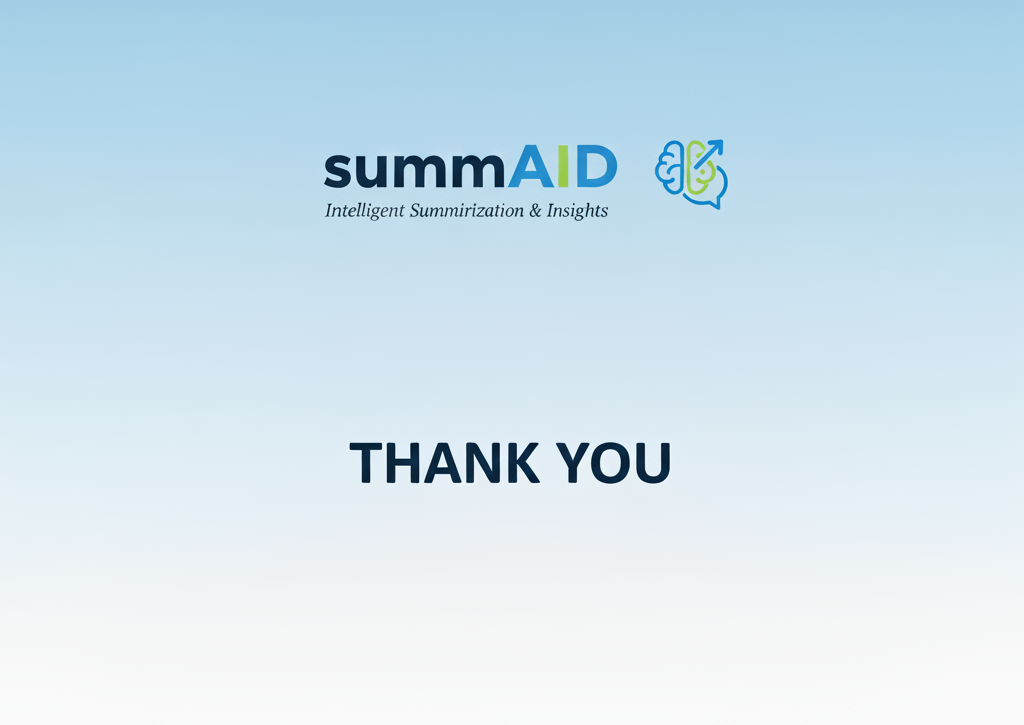 summAID
Intelligent Summirization & Insights
THANK YOU